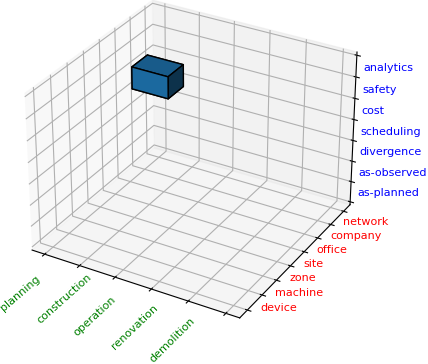 analytics
safety
cost
scheduling
divergence
as-observed
as-planned
network
company
office
site
zone
machine
device
planning
construction
operation
renovation
demolition